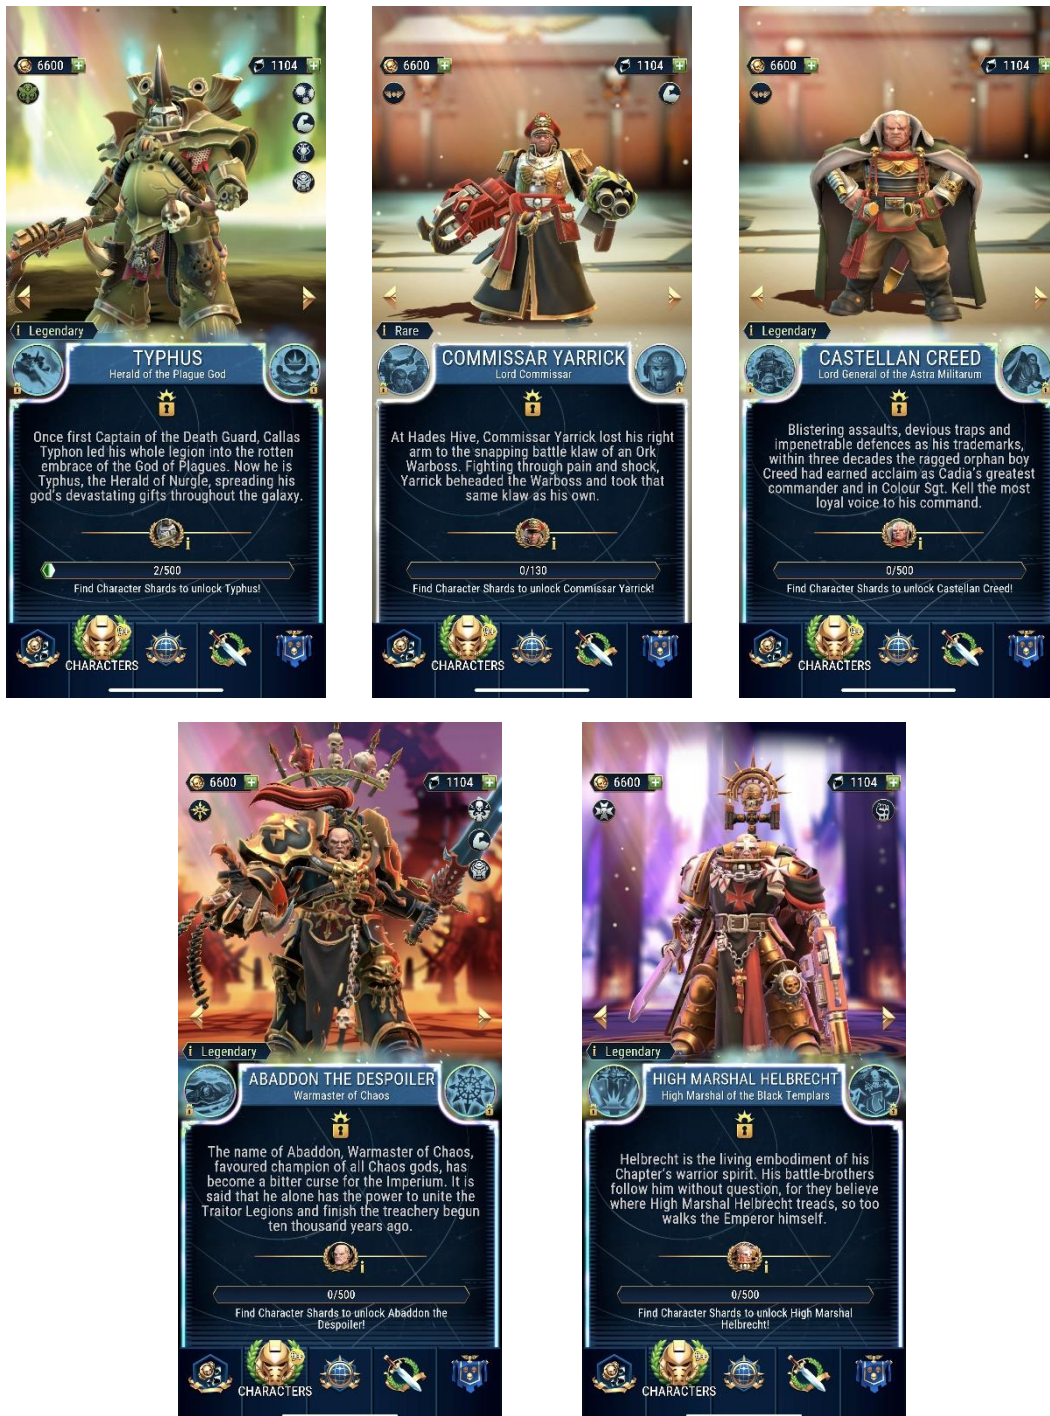 6600
1104
i Legendary
TYPHUS
Herald of the Plague God
Once first Captain of the Death Guard, Callas
Typhon led his whole legion into the rotten
embrace of the God of Plagues. Now he is
Typhus, the Herald of Nurgle, spreading his
god's devastating gifts throughout the galaxy.
i
2/500
Find Character Shards to unlock Typhus!
CHARACTERS
6600
1104
i Rare
COMMISSAR YARRICK
Lord Commissar
At Hades Hive, Commissar Yarrick lost his right
arm to the snapping battle klaw of an Ork
Warboss. Fighting through pain and shock,
Yarrick beheaded the Warboss and took that
same klaw as his own.
i
0/130
Find Character Shards to unlock Commissar Yarrick!
CHARACTERS
6600
1104
i Legendary
CASTELLAN CREED
Lord General of the Astra Militarum
Blistering assaults, devious traps and
impenetrable defences as his trademarks,
within three decades the ragged orphan boy
Creed had earned acclaim as Cadia's greatest
commander and in Colour Sgt. Kell the most
loyal voice to his command.
i
0/500
Find Character Shards to unlock Castellan Creed!
CHARACTERS
6600
1104
i Legendary
ABADDON THE DESPOILER
Warmaster of Chaos
The name of Abaddon, Warmaster of Chaos,
favoured champion of all Chaos gods, has
become a bitter curse for the Imperium. It is
said that he alone has the power to unite the
Traitor Legions and finish the treachery begun
ten thousand years ago.
i
0/500
Find Character Shards to unlock Abaddon the
Despoiler!
CHARACTERS
6600
1104
i Legendary
HIGH MARSHAL HELBRECHT
High Marshal of the Black Templars
Helbrecht is the living embodiment of his
Chapter's warrior spirit. His battle-brothers
follow him without question, for they believe
where High Marshal Helbrecht treads, so too
walks the Emperor himself.
i
0/500
Find Character Shards to unlock High Marshal
Helbrecht!
CHARACTERS